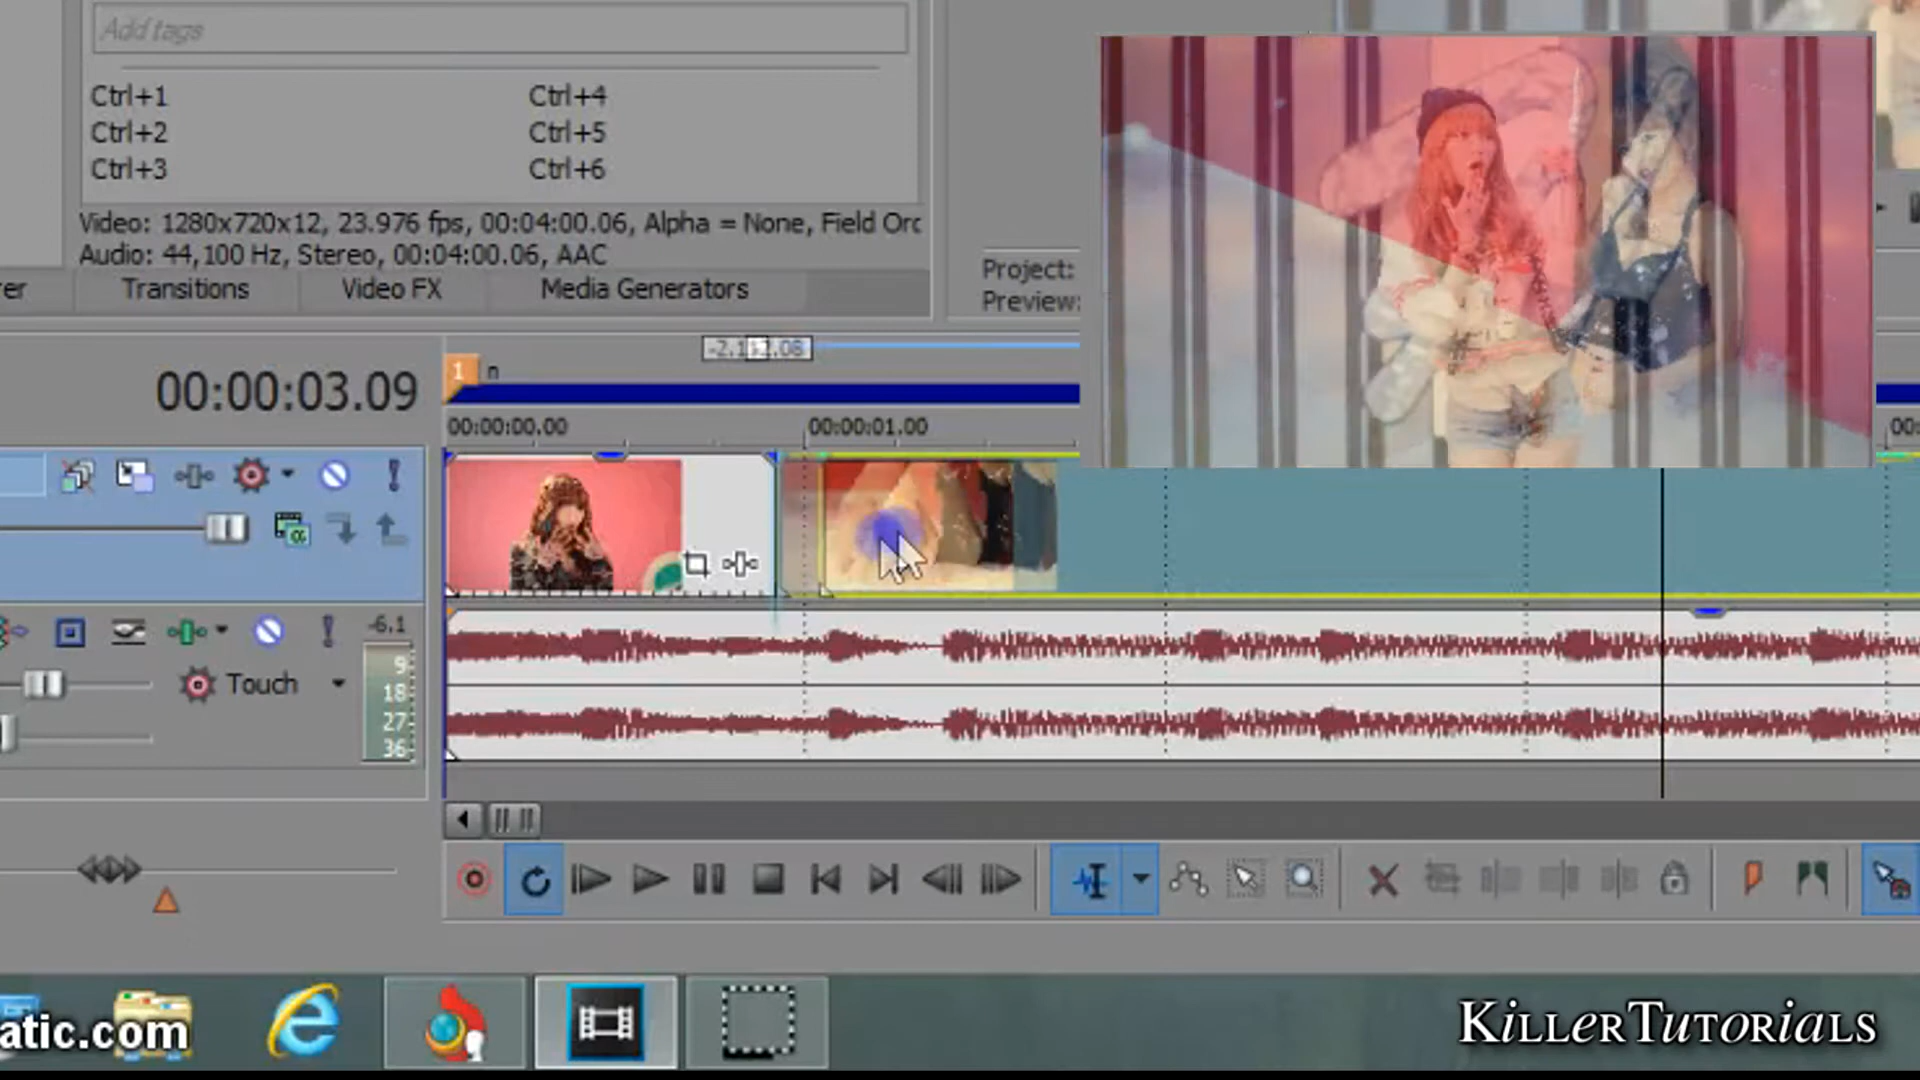 Add tags
Ctrl+1
Ctrl+4
Ctrl+2
Ctrl+5
Ctrl+3
Ctrl+6
Video: 1280x720x12, 23.976 fps, 00:04:00.06, Alpha = None, Field Orc
Audio: 44,100 Hz, Stereo, 00:04:00.06, AAC
rer
Transitions
Video FX
Media Generators
Project:
Preview:
00:00:03.09
1
n
00:00:00.00
00:00:01.00
00:
-6.1
9
18
27
36
Touch
atic.com
KillerTutorials